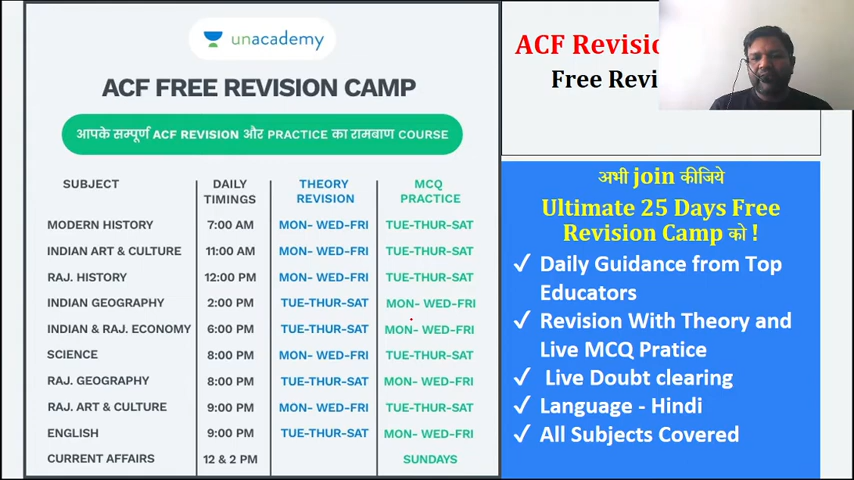 unacademy
ACF FREE REVISION CAMP
आपके सम्पूर्ण ACF REVISION और PRACTICE का रामबाण COURSE
SUBJECT DAILY TIMINGS THEORY REVISION MCQ PRACTICE
MODERN HISTORY 7:00 AM MON- WED-FRI TUE-THUR-SAT
INDIAN ART & CULTURE 11:00 AM MON- WED-FRI TUE-THUR-SAT
RAJ. HISTORY 12:00 PM MON- WED-FRI TUE-THUR-SAT
INDIAN GEOGRAPHY 2:00 PM TUE-THUR-SAT MON- WED-FRI
INDIAN & RAJ. ECONOMY 6:00 PM TUE-THUR-SAT MON- WED-FRI
SCIENCE 8:00 PM MON- WED-FRI TUE-THUR-SAT
RAJ. GEOGRAPHY 8:00 PM TUE-THUR-SAT MON- WED-FRI
RAJ. ART & CULTURE 9:00 PM MON- WED-FRI TUE-THUR-SAT
ENGLISH 9:00 PM TUE-THUR-SAT MON- WED-FRI
CURRENT AFFAIRS 12 & 2 PM SUNDAYS
ACF
Free
अभी join कीजिये
Ultimate 25 Days Free
Revision Camp को !
✓ Daily Guidance from Top
Educators
✓ Revision With Theory and
Live MCQ Pratice
✓ Live Doubt clearing
✓ Language - Hindi
✓ All Subjects Covered